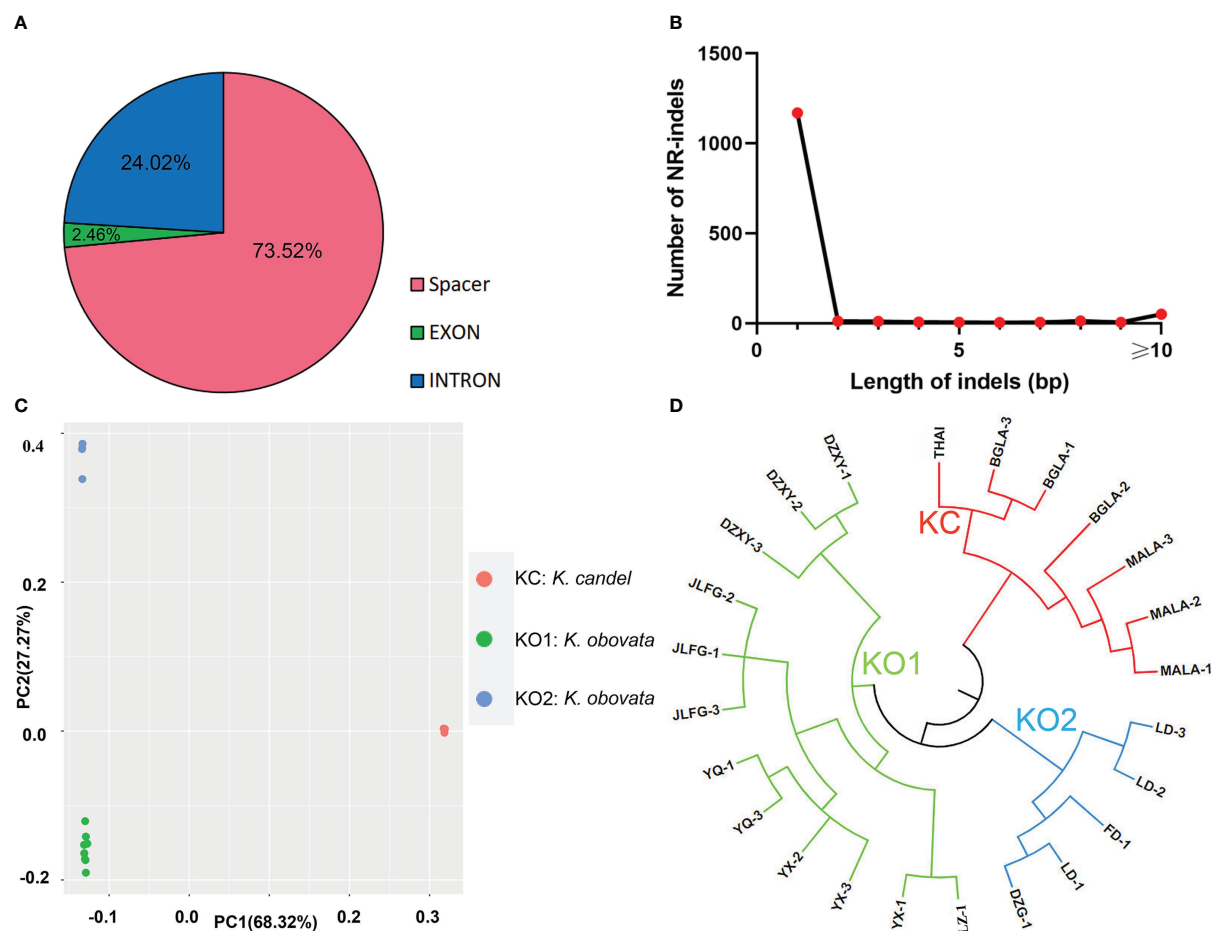 A
24.02%
2.46%
73.52%
Spacer
EXON
INTRON
B
1500
1000
500
0
0
5
≥10
Number of NR-indels
Length of indels (bp)
C
0.4
0.2
0.0
-0.2
-0.1
0.0
0.2
0.3
PC2(27.27%)
PC1(68.32%)
KC: K. candel
KO1: K. obovata
KO2: K. obovata
D
THAI
BGLA-3
BGLA-1
BGLA-2
MALA-3
MALA-2
MALA-1
KC
DZXY-1
DZXY-2
DZXY-3
JLFG-2
JLFG-1
JLFG-3
YQ-1
YQ-3
YX-2
YX-3
YX-1
KO1
KO2
LD-3
LD-2
FD-1
LD-1
DZG-1